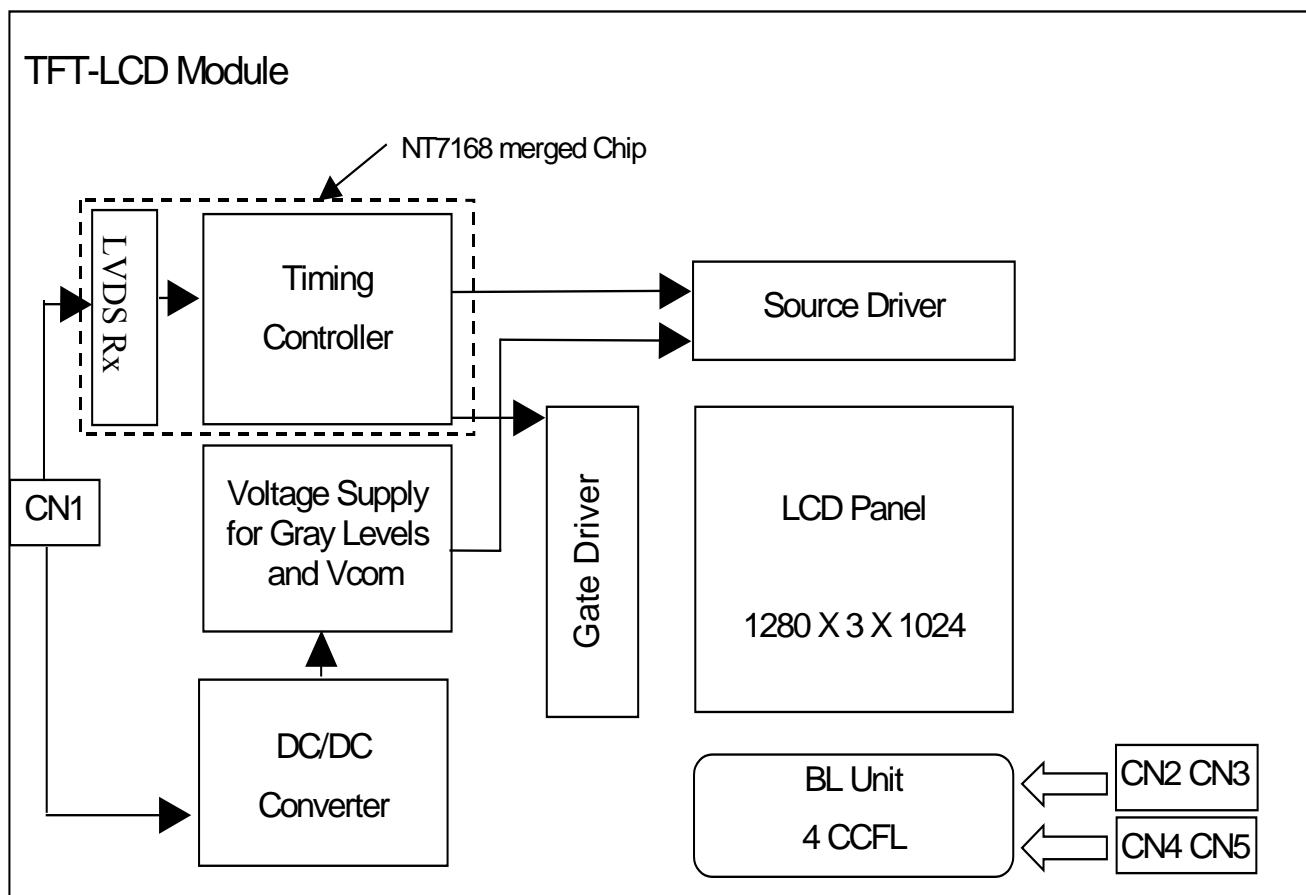 TFT-LCD Module
NT7168 merged Chip
LVDS Rx
Timing
Controller
Source Driver
CN1
Voltage Supply
for Gray Levels
and Vcom
Gate Driver
LCD Panel
1280 X 3 X 1024
DC/DC
Converter
BL Unit
4 CCFL
CN2 CN3
CN4 CN5